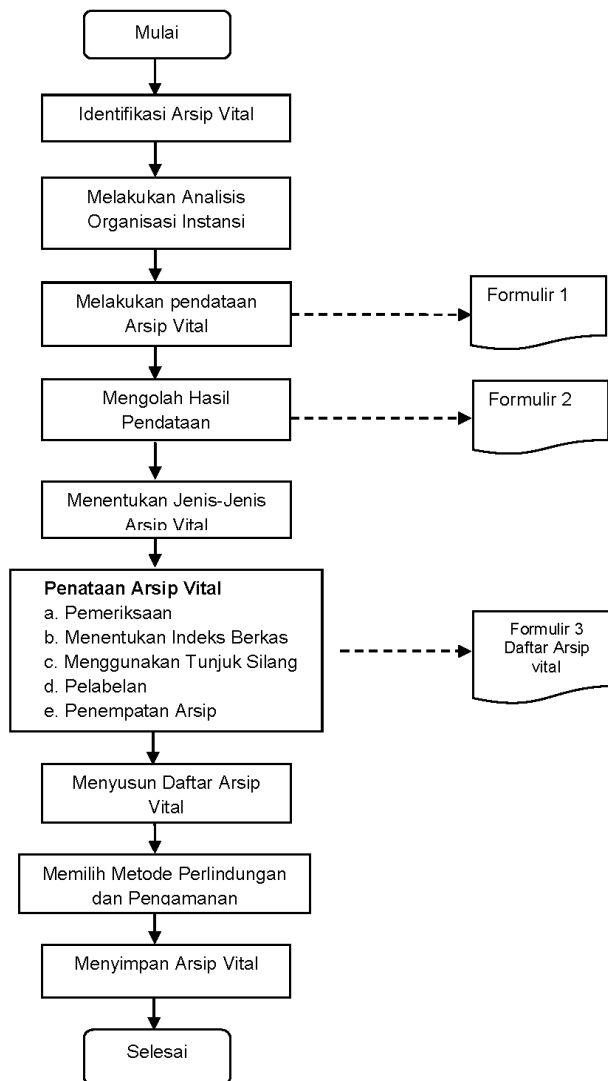 Mulai
Identifikasi Arsip Vital
Melakukan Analisis
Organisasi Instansi
Melakukan pendataan
Arsip Vital
Formulir 1
Mengolah Hasil
Pendataan
Formulir 2
Menentukan Jenis-Jenis
Arsip Vital
Penataan Arsip Vital
a. Pemeriksaan
b. Menentukan Indeks Berkas
c. Menggunakan Tunjuk Silang
d. Pelabelan
e. Penempatan Arsip
Formulir 3
Daftar Arsip
vital
Menyusun Daftar Arsip
Vital
Memilih Metode Perlindungan
dan Pengamanan
Menyimpan Arsip Vital
Selesai